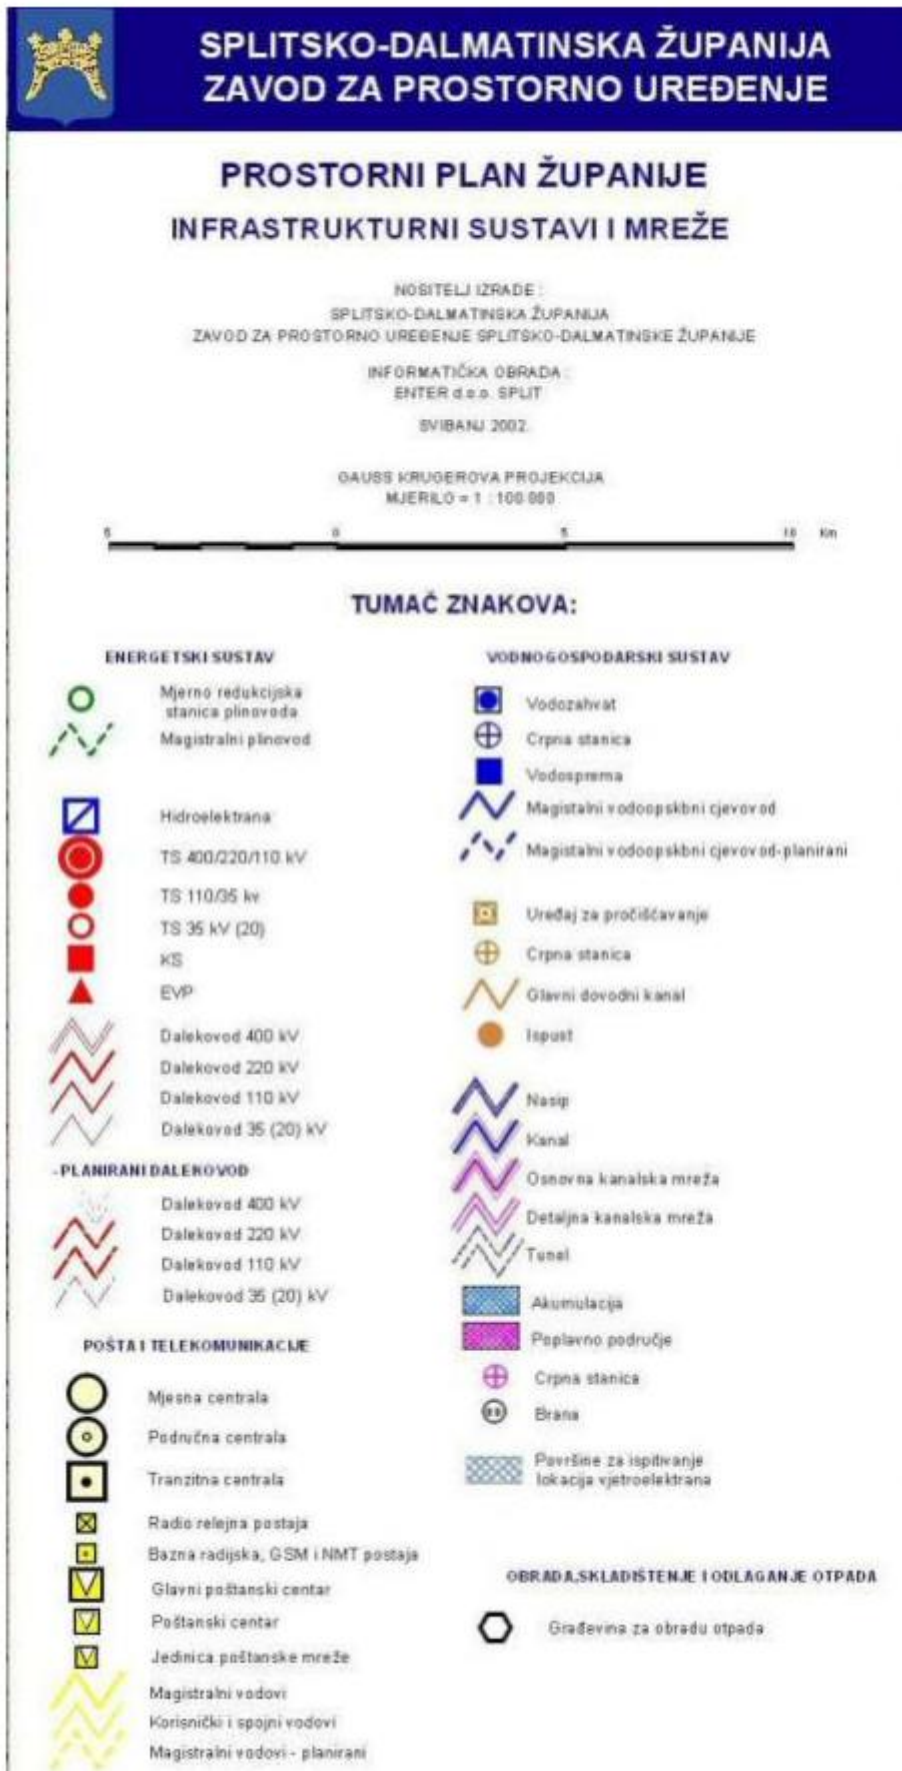 SPLITSKO-DALMATINSKA ŽUPANIJA
ZAVOD ZA PROSTORNO UREĐENJE
PROSTORNI PLAN ŽUPANIJE
INFRASTRUKTURNI SUSTAVI I MREŽE
NOSITELJ IZRADE :
SPLITSKO-DALMATINSKA ŽUPANIJA
ZAVOD ZA PROSTORNO UREĐENJE SPLITSKO-DALMATINSKE ŽUPANIJE
INFORMATIČKA OBRADA :
ENTER d.o.o. SPLIT
SVIBANJ 2002.
GAUSS KRUGEROVA PROJEKCIJA
MJERILO = 1 : 100 000
5 0 5 10 Km
TUMAČ ZNAKOVA:
ENERGETSKI SUSTAV
Mjerno redukcijska
stanica plinovoda
Magistralni plinovod
Hidroelektrana
TS 400/220/110 kV
TS 110/35 kv
TS 35 kV (20)
KS
EVP
Dalekovod 400 kV
Dalekovod 220 kV
Dalekovod 110 kV
Dalekovod 35 (20) kV
-PLANIRANI DALEKOVOD
Dalekovod 400 kV
Dalekovod 220 kV
Dalekovod 110 kV
Dalekovod 35 (20) kV
POŠTA I TELEKOMUNIKACIJE
Mjesna centrala
Područna centrala
Tranzitna centrala
Radio relejna postaja
Bazna radijska, GSM i NMT postaja
Glavni poštanski centar
Poštanski centar
Jedinica poštanske mreže
Magistralni vodovi
Korisnički i spojni vodovi
Magistralni vodovi - planirani
VODNOGOSPODARSKI SUSTAV
Vodozahvat
Crpna stanica
Vodosprema
Magistalni vodoopskbni cjevovod
Magistalni vodoopskbni cjevovod-planirani
Uređaj za pročišćavanje
Crpna stanica
Glavni dovodni kanal
Ispust
Nasip
Kanal
Osnovna kanalska mreža
Detaljna kanalska mreža
Tunel
Akumulacija
Poplavno područje
Crpna stanica
Brana
Površine za ispitivanje
lokacija vjetroelektrana
OBRADA,SKLADIŠTENJE I ODLAGANJE OTPADA
Građevina za obradu otpada